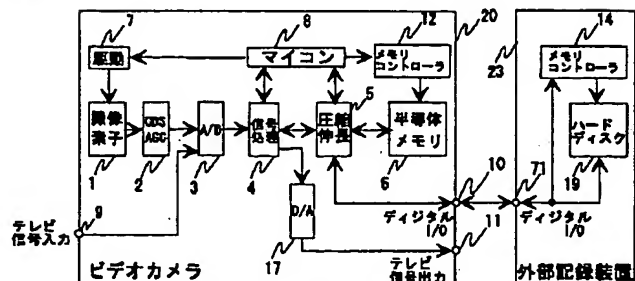 7
8
12
20
14
23
駆動
マイコン
メモリ
コントローラ
メモリ
コントローラ
5
撮像
素子
CDS
AGC
A/D
信号
処理
圧縮
伸長
半導体
メモリ
ハード
ディスク
1
2
3
4
6
10
71
19
D/A
ディジタル
I/O
ディジタル
I/O
11
テレビ
信号入力
9
17
テレビ
信号出力
ビデオカメラ
外部記録装置